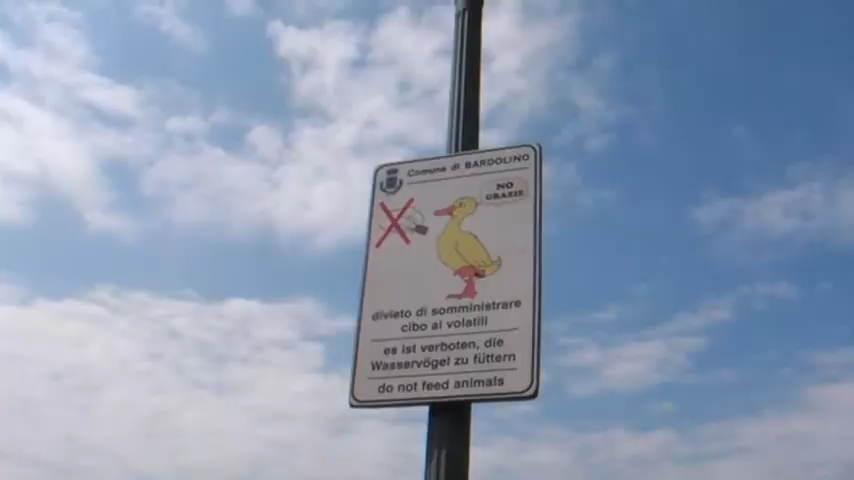 Comune di BARDOLINO
NO
GRAZIE
divieto di somministrare
cibo ai volatili
es ist verboten, die
Wasservögel zu füttern
do not feed animals